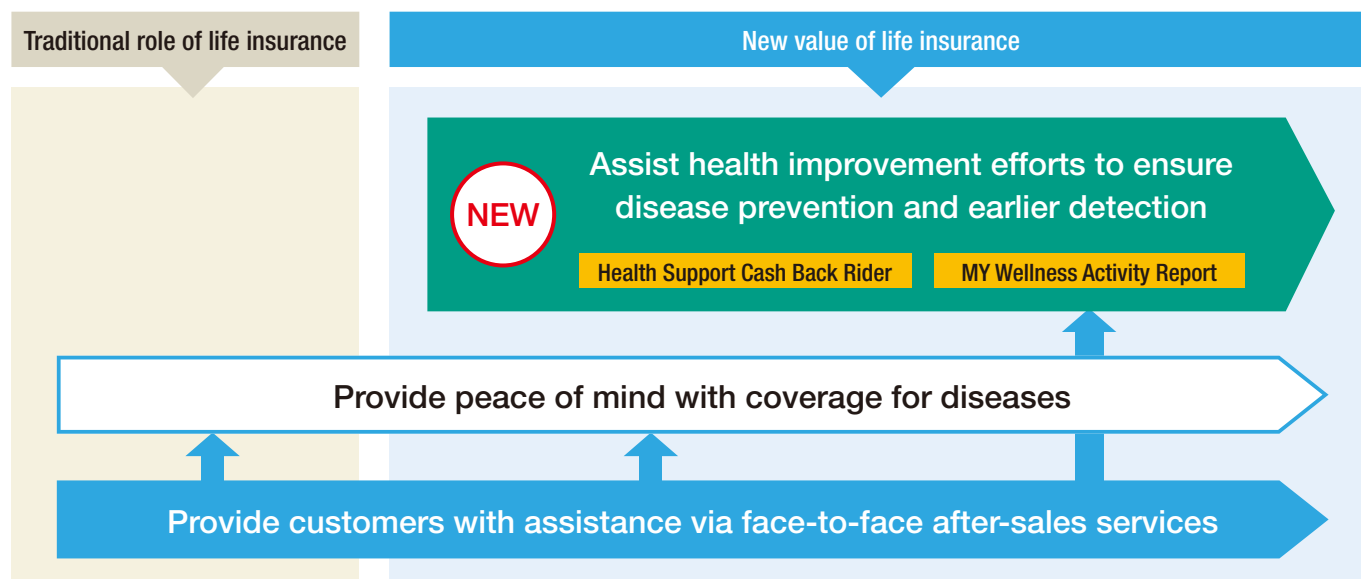 Traditional role of life insurance
New value of life insurance
NEW
Assist health improvement efforts to ensure
disease prevention and earlier detection
Health Support Cash Back Rider
MY Wellness Activity Report
Provide peace of mind with coverage for diseases
Provide customers with assistance via face-to-face after-sales services